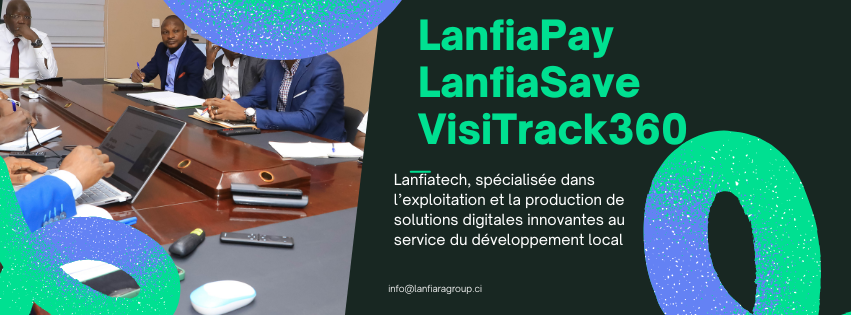 LanfiaPay
LanfiaSave
VisiTrack360
Lanfiatech, spécialisée dans
l'exploitation et la production de
solutions digitales innovantes au
service du développement local
info@lanfiaragroup.ci